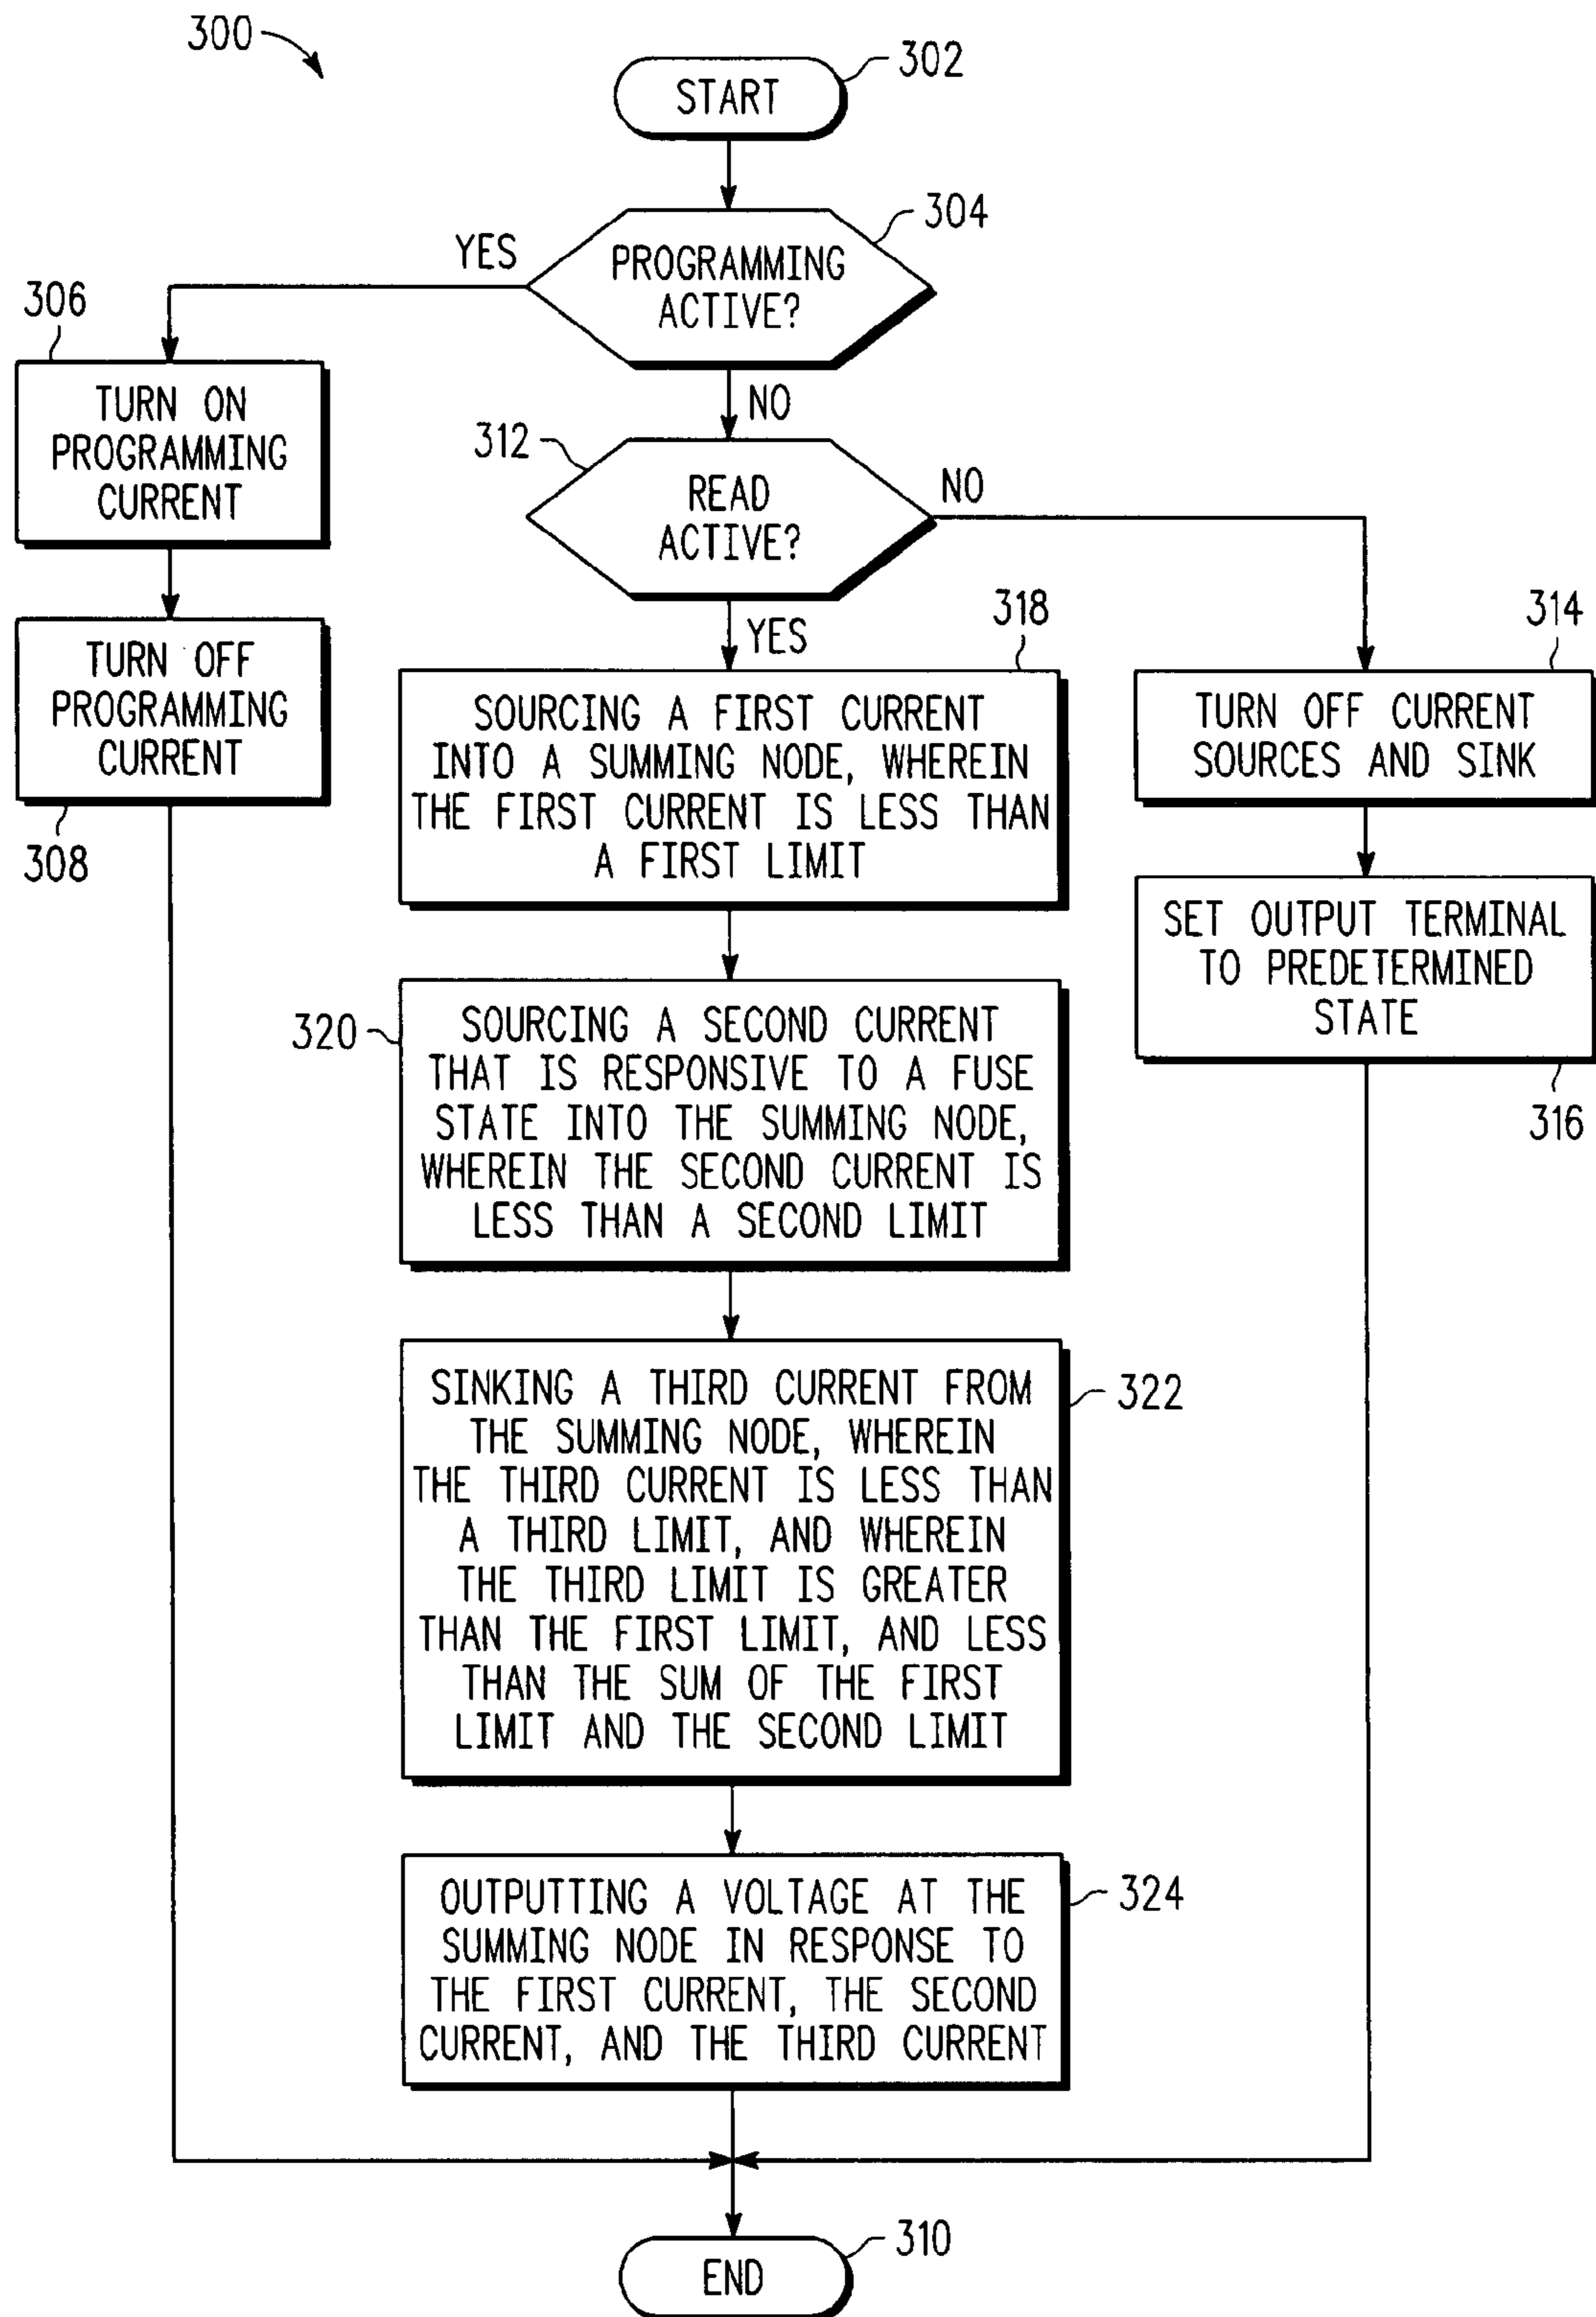 300
START
302
PROGRAMMING
ACTIVE?
304
YES
NO
306
TURN ON
PROGRAMMING
CURRENT
TURN OFF
PROGRAMMING
CURRENT
308
312
READ
ACTIVE?
NO
YES
318
SOURCING A FIRST CURRENT
INTO A SUMMING NODE, WHEREIN
THE FIRST CURRENT IS LESS THAN
A FIRST LIMIT
314
TURN OFF CURRENT
SOURCES AND SINK
SET OUTPUT TERMINAL
TO PREDETERMINED
STATE
316
320
SOURCING A SECOND CURRENT
THAT IS RESPONSIVE TO A FUSE
STATE INTO THE SUMMING NODE,
WHEREIN THE SECOND CURRENT IS
LESS THAN A SECOND LIMIT
SINKING A THIRD CURRENT FROM
THE SUMMING NODE, WHEREIN
THE THIRD CURRENT IS LESS THAN
A THIRD LIMIT, AND WHEREIN
THE THIRD LIMIT IS GREATER
THAN THE FIRST LIMIT, AND LESS
THAN THE SUM OF THE FIRST
LIMIT AND THE SECOND LIMIT
322
OUTPUTTING A VOLTAGE AT THE
SUMMING NODE IN RESPONSE TO
THE FIRST CURRENT, THE SECOND
CURRENT, AND THE THIRD CURRENT
324
END
310